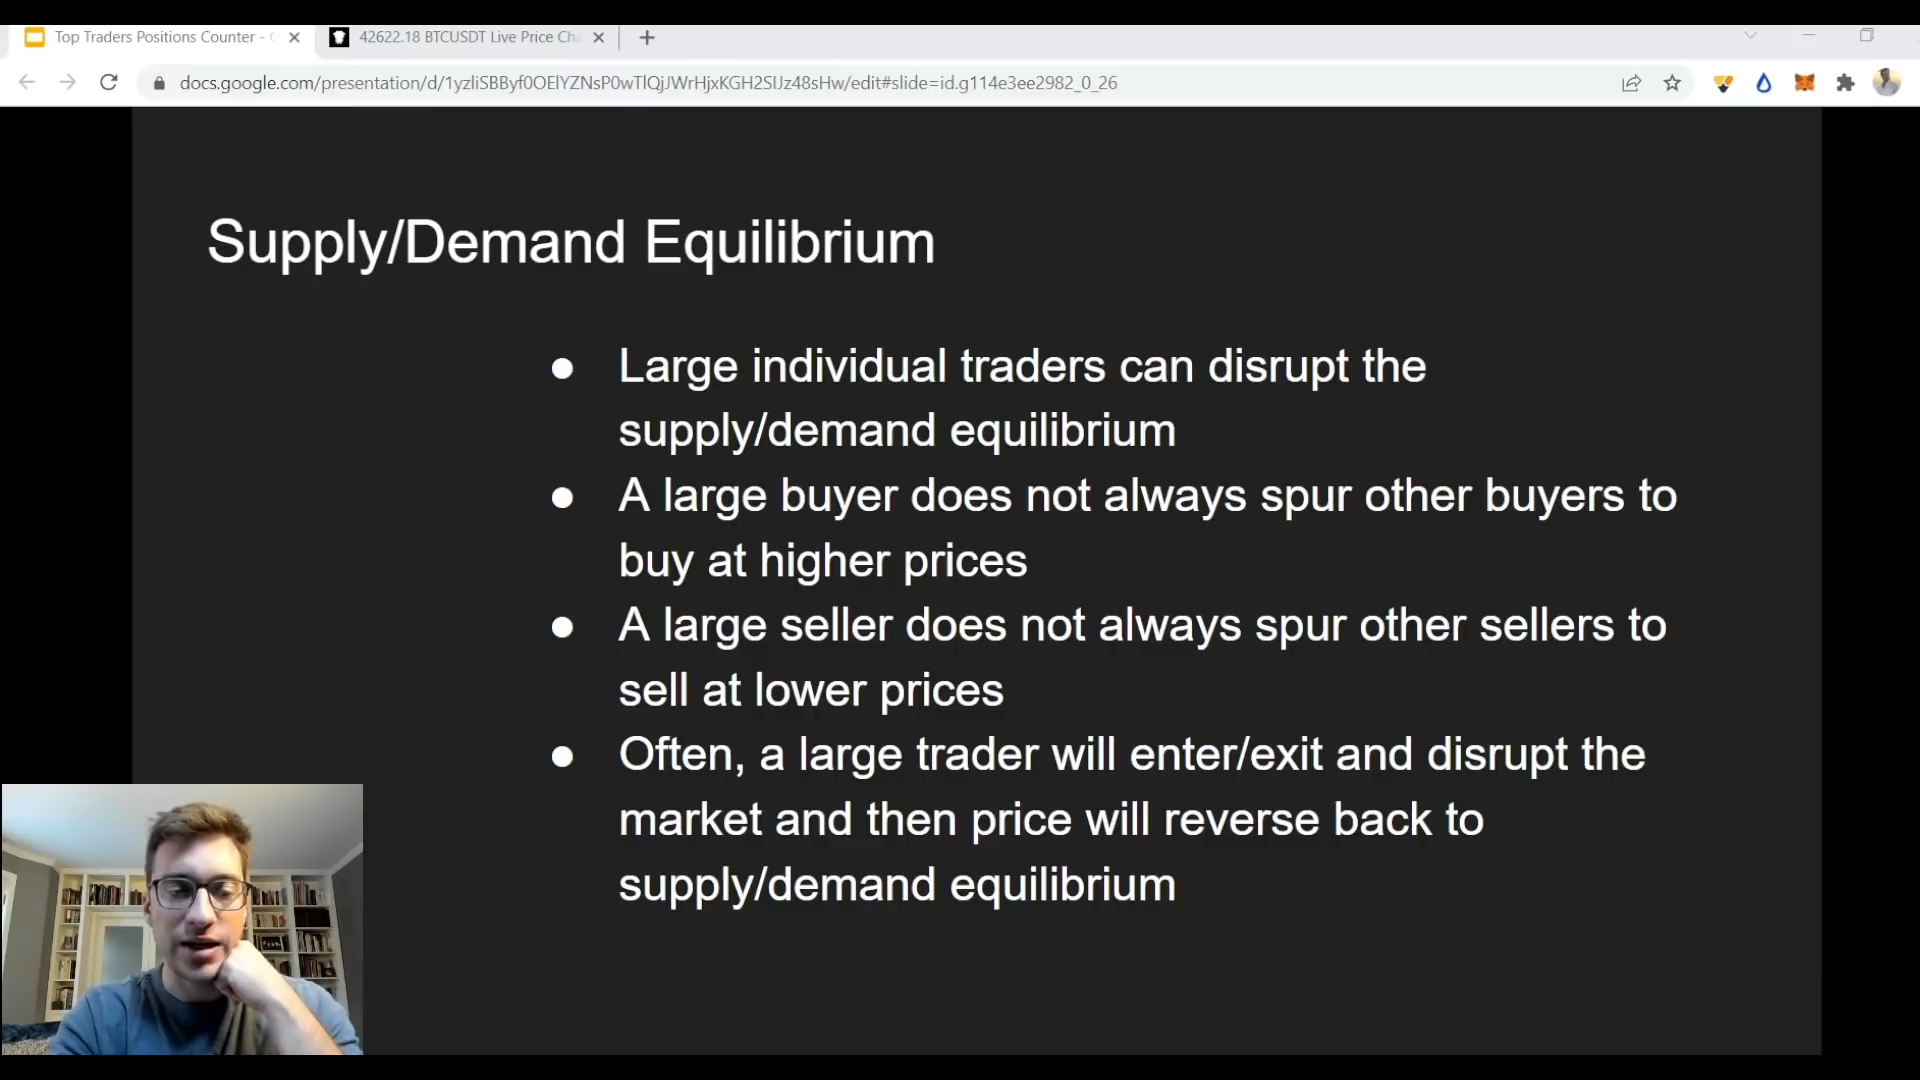 Top Traders Positions Counter -
42622.18 BTCUSDT Live Price Cha
docs.google.com/presentation/d/1yzliSBByf0OElYZNsP0wTlQjJWrHjxKGH2SlJz48sHw/edit#slide=id.g114e3ee2982_0_26
Supply/Demand Equilibrium
● Large individual traders can disrupt the
supply/demand equilibrium
● A large buyer does not always spur other buyers to
buy at higher prices
● A large seller does not always spur other sellers to
sell at lower prices
● Often, a large trader will enter/exit and disrupt the
market and then price will reverse back to
supply/demand equilibrium